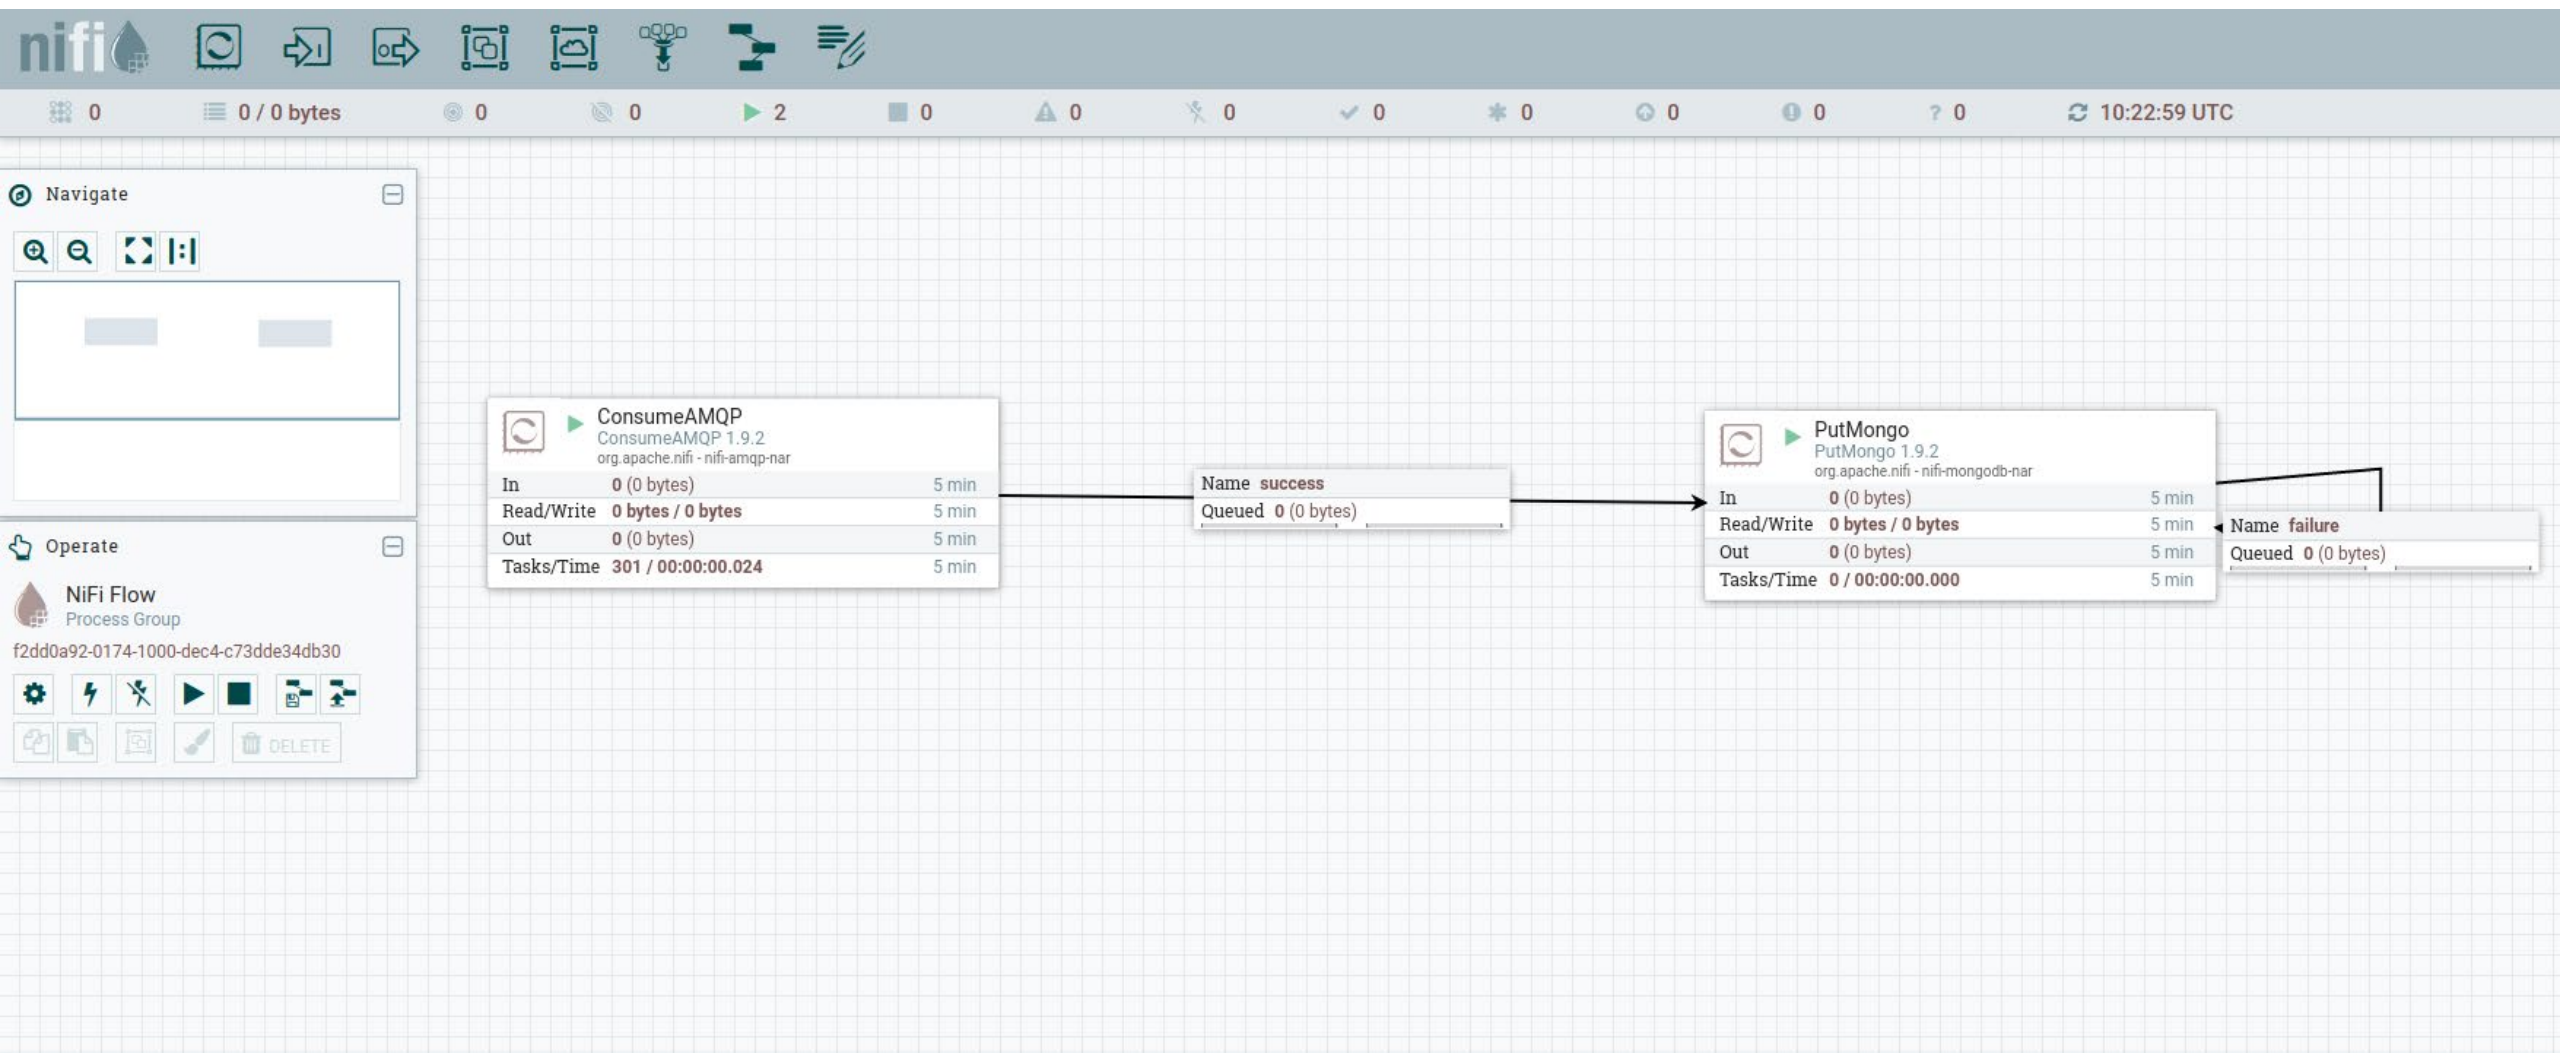 nifi
0 0 / 0 bytes 0 0 2 0 0 0 0 0 0 0 ? 0 10:22:59 UTC
Navigate
Operate
NiFi Flow
Process Group
f2dd0a92-0174-1000-dec4-c73dde34db30
DELETE
ConsumeAMQP
ConsumeAMQP 1.9.2
org.apache.nifi - nifi-amqp-nar
In 0 (0 bytes) 5 min
Read/Write 0 bytes / 0 bytes 5 min
Out 0 (0 bytes) 5 min
Tasks/Time 301 / 00:00:00.024 5 min
Name success
Queued 0 (0 bytes)
PutMongo
PutMongo 1.9.2
org.apache.nifi - nifi-mongodb-nar
In 0 (0 bytes) 5 min
Read/Write 0 bytes / 0 bytes 5 min
Out 0 (0 bytes) 5 min
Tasks/Time 0 / 00:00:00.000 5 min
Name failure
Queued 0 (0 bytes)